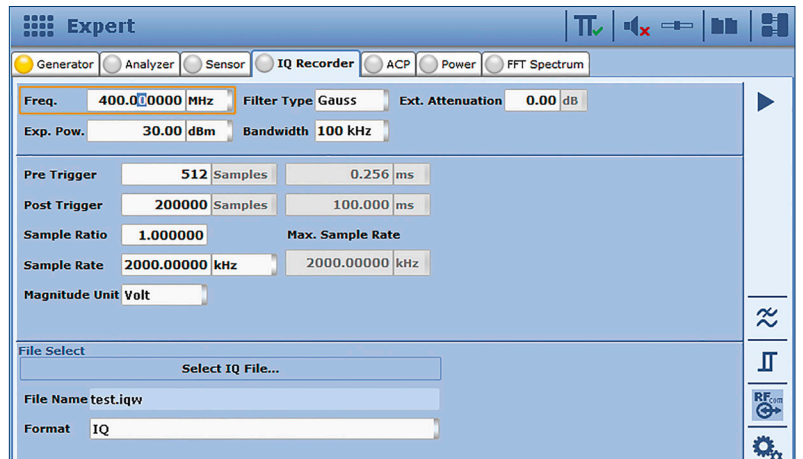 Expert
Generator Analyzer Sensor IQ Recorder ACP Power FFT Spectrum
Freq. 400.000000 MHz Filter Type Gauss Ext. Attenuation 0.00 dB
Exp. Pow. 30.00 dBm Bandwidth 100 kHz
Pre Trigger 512 Samples 0.256 ms
Post Trigger 200000 Samples 100.000 ms
Sample Ratio 1.000000 Max. Sample Rate
Sample Rate 2000.00000 kHz 2000.00000 kHz
Magnitude Unit Volt
File Select
Select IQ File...
File Name test.iqw
Format IQ
RFcom